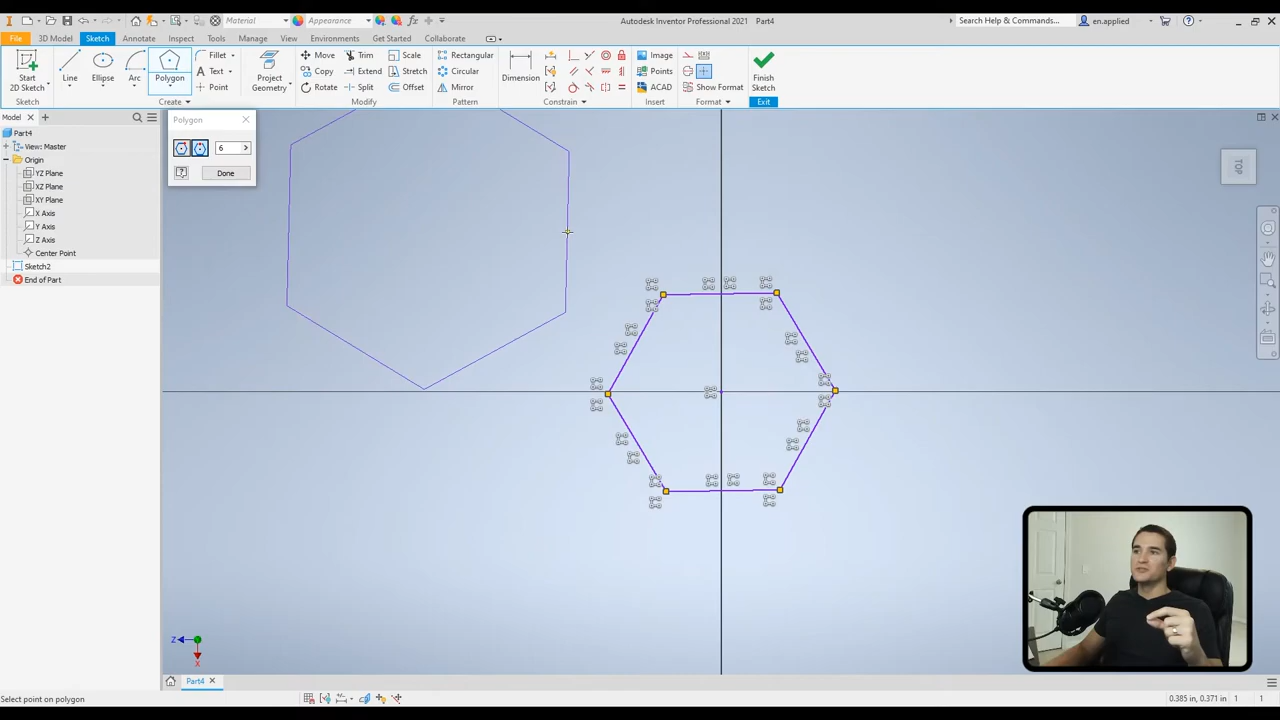 Material
Appearance
Autodesk Inventor Professional 2021 Part4
Search Help & Commands...
en.applied
File 3D Model Sketch Annotate Inspect Tools Manage View Environments Get Started Collaborate
Start
2D Sketch
Sketch
Line
Ellipse
Arc
Polygon
Fillet
Text
Point
Create
Project
Geometry
Move
Copy
Rotate
Trim
Extend
Split
Scale
Stretch
Offset
Modify
Rectangular
Circular
Mirror
Pattern
Dimension
Constrain
Image
Points
ACAD
Insert
Show Format
Format
Finish
Sketch
Exit
Model
Part4
View: Master
Origin
YZ Plane
XZ Plane
XY Plane
X Axis
Y Axis
Z Axis
Center Point
Sketch2
End of Part
Polygon
6
Done
TOP
Z
X
Part4
Select point on polygon
0.385 in, 0.371 in 1 1